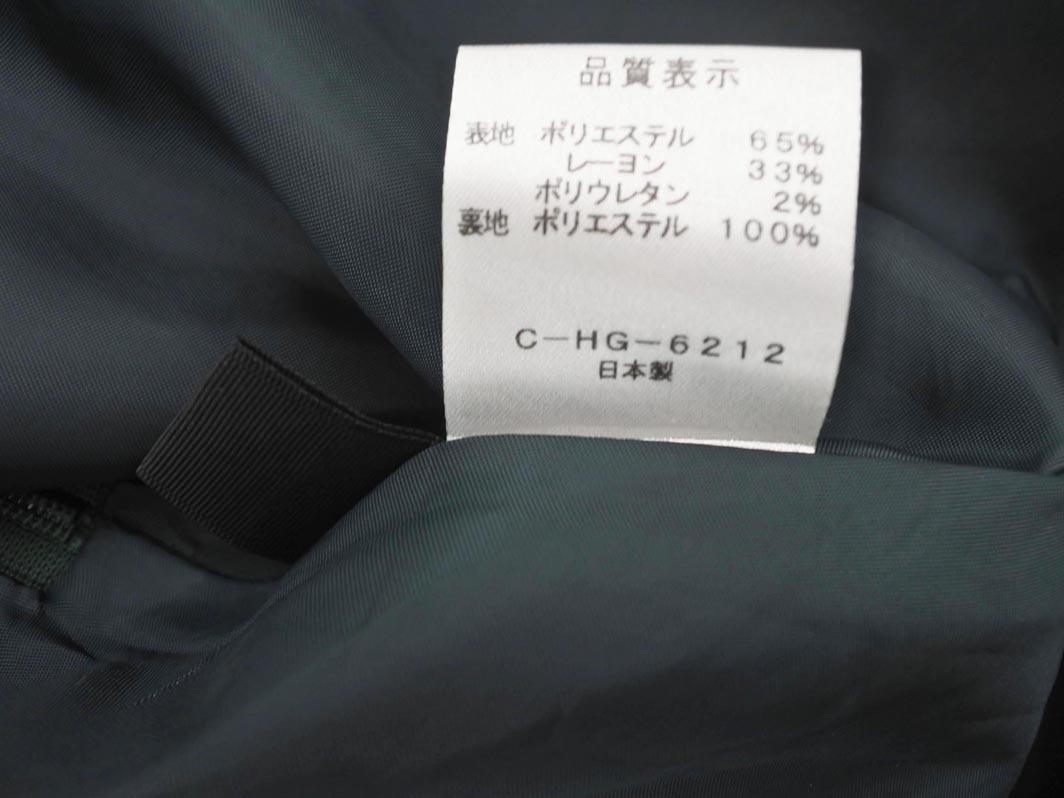 品質表示
表地 ポリエステル 65%
レーヨン 33%
ポリウレタン 2%
裏地 ポリエステル 100%
C-HG-6212
日本製